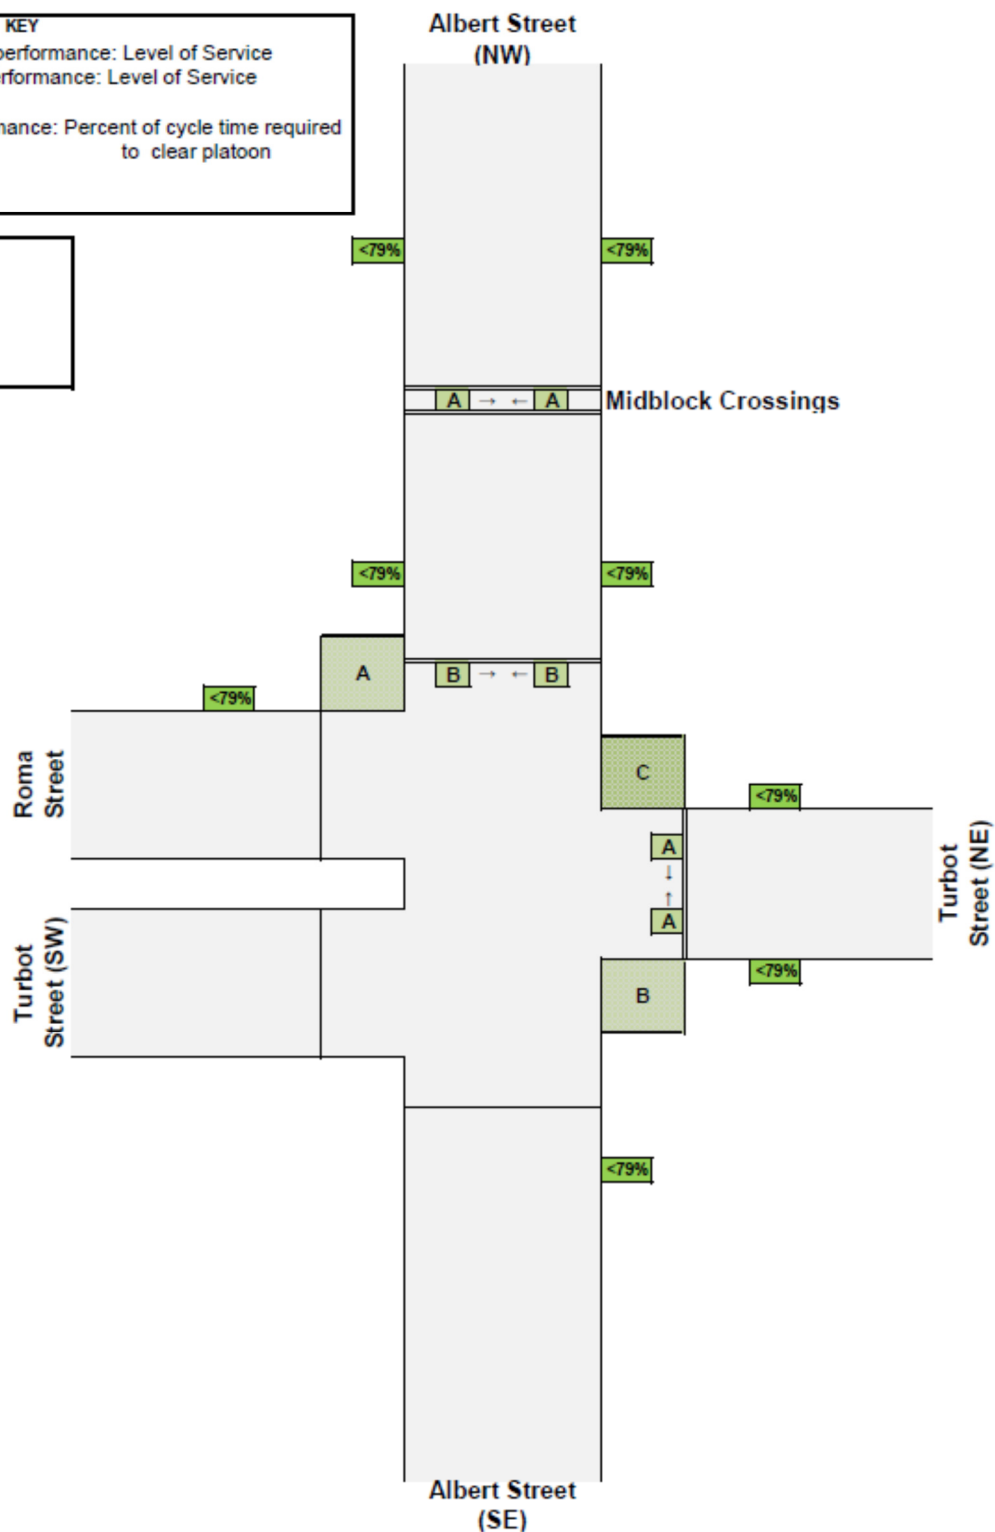 KEY
performance: Level of Service
erformance: Level of Service
nance: Percent of cycle time required
to clear platoon
Albert Street
(NW)
<79%
<79%
A → ← A
Midblock Crossings
<79%
<79%
A
B → ← B
<79%
Roma
Street
C
<79%
A
↓
↑
A
Turbot
Street (NE)
Turbot
Street (SW)
B
<79%
<79%
Albert Street
(SE)